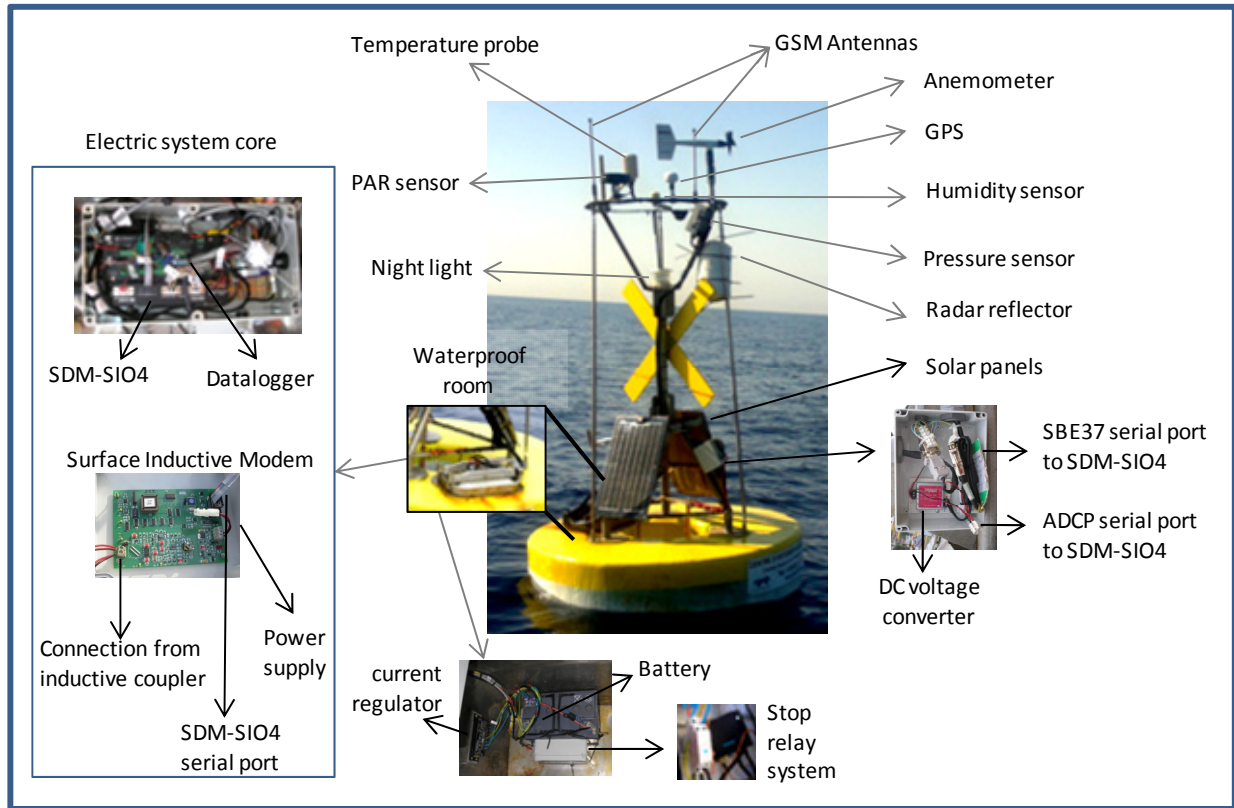 Temperature probe
GSM Antennas
Anemometer
GPS
Electric system core
PAR sensor
Humidity sensor
Night light
Pressure sensor
Radar reflector
Waterproof
room
Solar panels
SDM-SIO4
Datalogger
SBE37 serial port
to SDM-SIO4
Surface Inductive Modem
ADCP serial port
to SDM-SIO4
DC voltage
converter
Connection from
inductive coupler
Power
supply
current
regulator
Battery
Stop
relay
system
SDM-SIO4
serial port